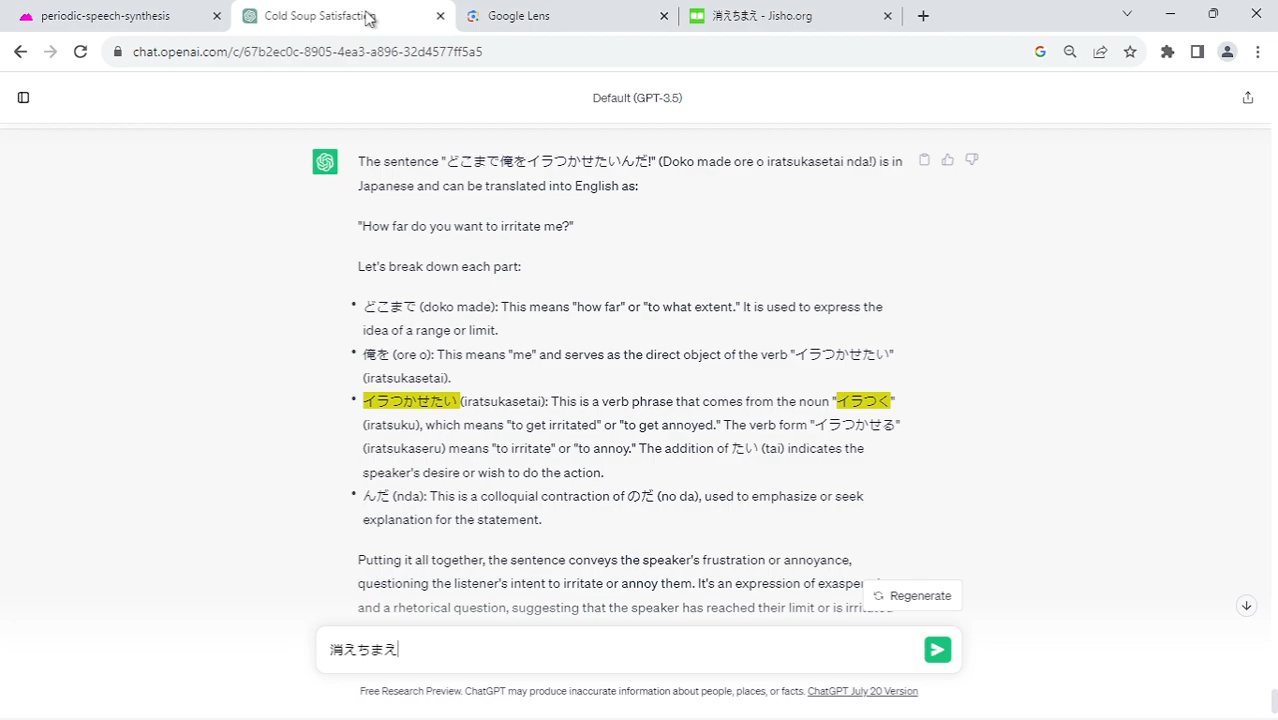 periodic-speech-synthesis
Cold Soup Satisfacti
Google Lens
消えちまえ - Jisho.org
chat.openai.com/c/67b2ec0c-8905-4ea3-a896-32d4577ff5a5
Default (GPT-3.5)
The sentence "どこまで俺をイラつかせたいんだ!" (Doko made ore o iratsukasetai nda!) is in
Japanese and can be translated into English as:
"How far do you want to irritate me?"
Let's break down each part:
• どこまで (doko made): This means "how far" or "to what extent." It is used to express the
idea of a range or limit.
• 俺を (ore o): This means "me" and serves as the direct object of the verb "イラつかせたい"
(iratsukasetai).
• イラつかせたい (iratsukasetai): This is a verb phrase that comes from the noun "イラつく"
(iratsuku), which means "to get irritated" or "to get annoyed." The verb form "イラつかせる"
(iratsukaseru) means "to irritate" or "to annoy." The addition of たい (tai) indicates the
speaker's desire or wish to do the action.
• んだ (nda): This is a colloquial contraction of のだ (no da), used to emphasize or seek
explanation for the statement.
Putting it all together, the sentence conveys the speaker's frustration or annoyance,
questioning the listener's intent to irritate or annoy them. It's an expression of
and a rhetorical question, suggesting that the speaker has reached their limit or is
Regenerate
消えちまえ
Free Research Preview. ChatGPT may produce inaccurate information about people, places, or facts. ChatGPT July 20 Version